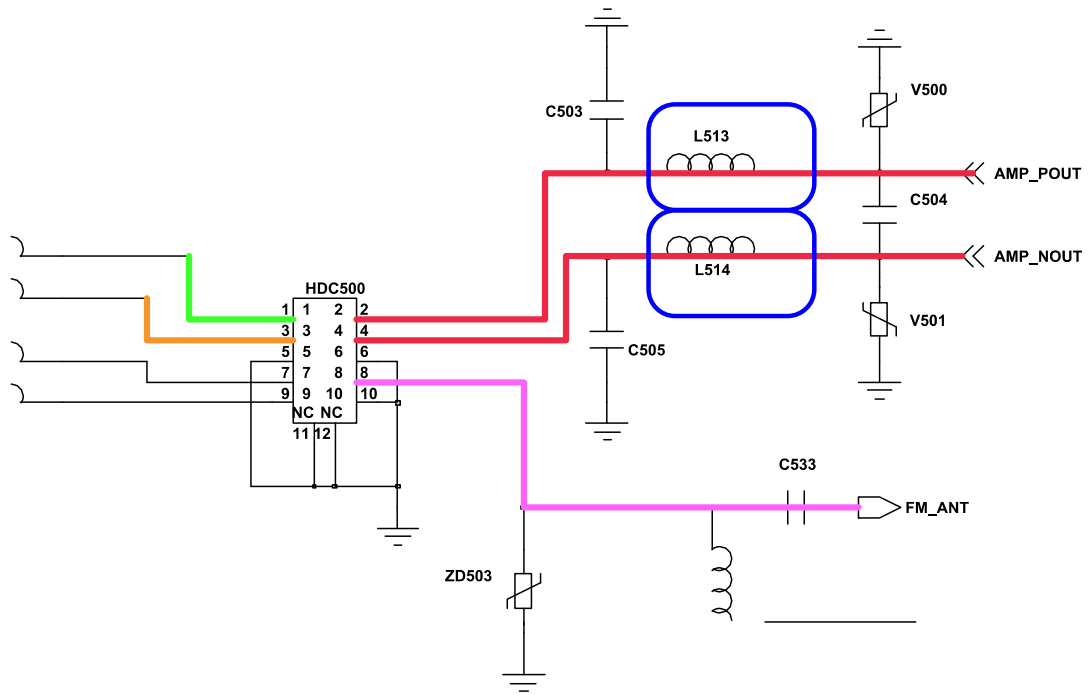 V500
C503
L513
AMP_POUT
C504
L514
AMP_NOUT
HDC500
1 1 2 2
3 3 4 4
5 5 6 6
7 7 8 8
9 9 10 10
NC NC
11 12
V501
C505
C533
FM_ANT
ZD503